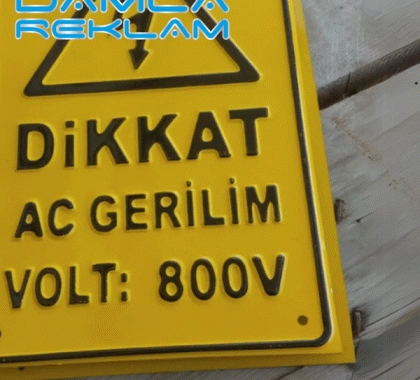 DAMLA
REKLAM
DİKKAT
AC GERİLİM
VOLT: 800V